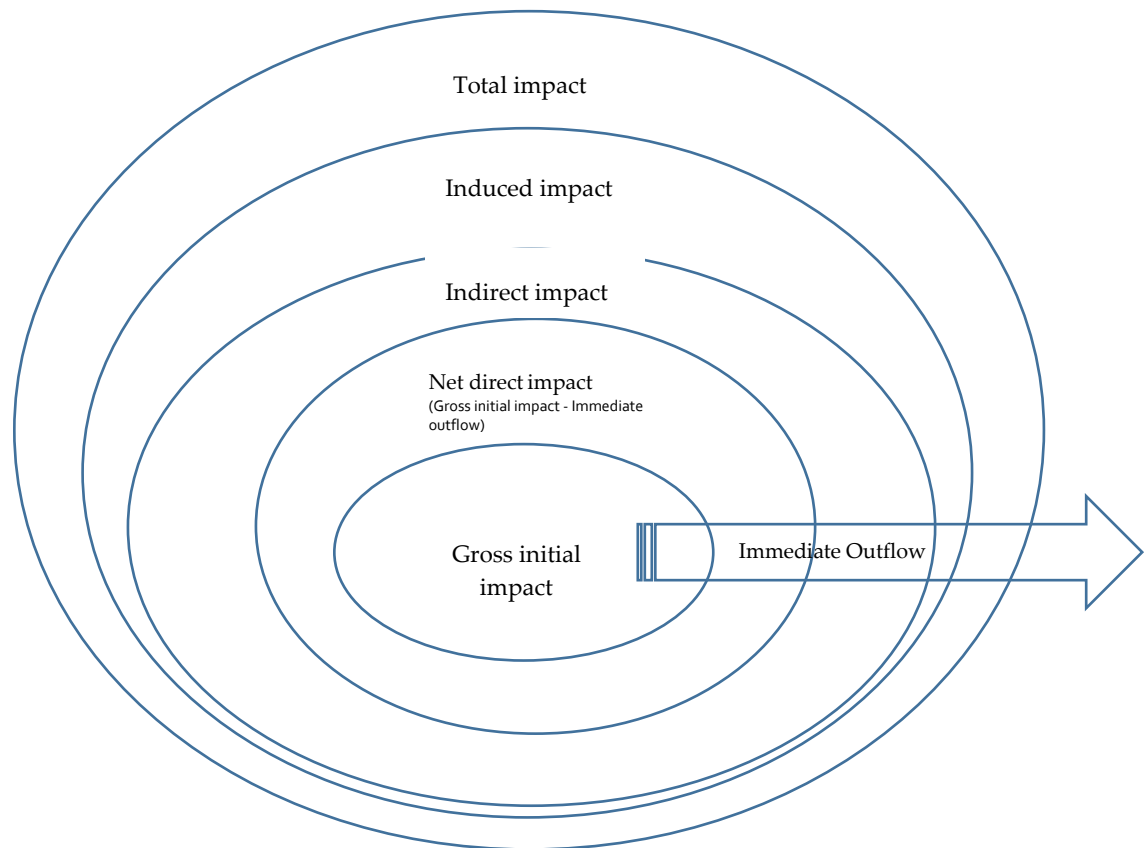 Total impact
Induced impact
Indirect impact
Net direct impact
(Gross initial impact - Immediate
outflow)
Gross initial
impact
Immediate Outflow